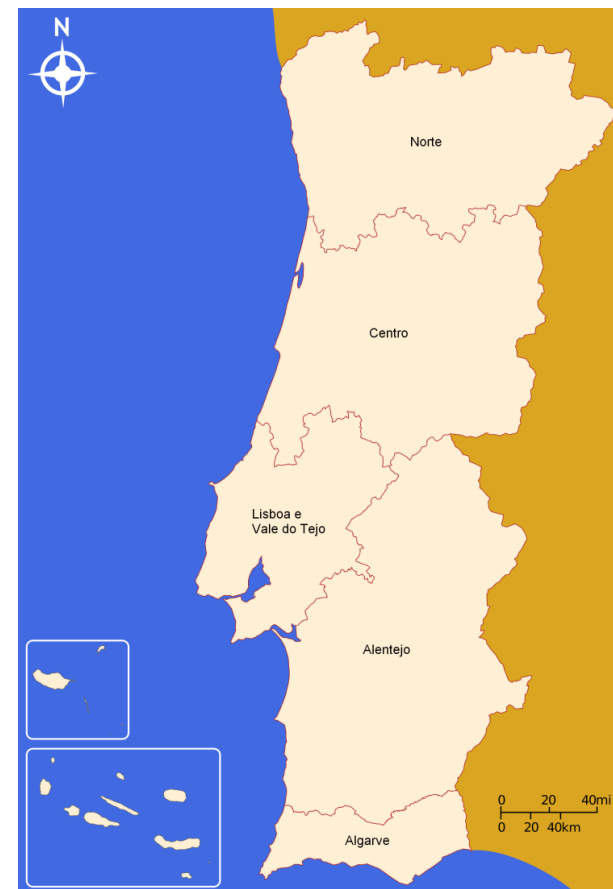 N
Norte
Centro
Lisboa e
Vale do Tejo
Alentejo
0 20 40mi
0 20 40km
Algarve